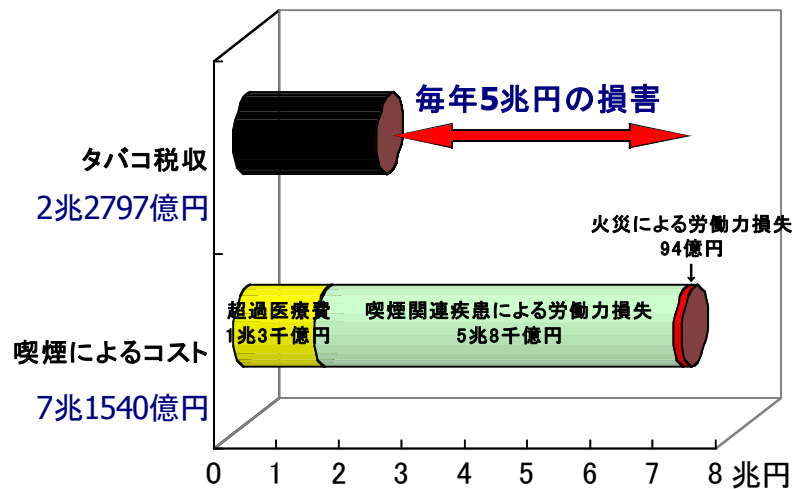 毎年5兆円の損害
タバコ税収
2兆2797億円
火災による労働力損失
94億円
超過医療費
1兆3千億円
喫煙関連疾患による労働力損失
5兆8千億円
喫煙によるコスト
7兆1540億円
0 1 2 3 4 5 6 7 8 兆円